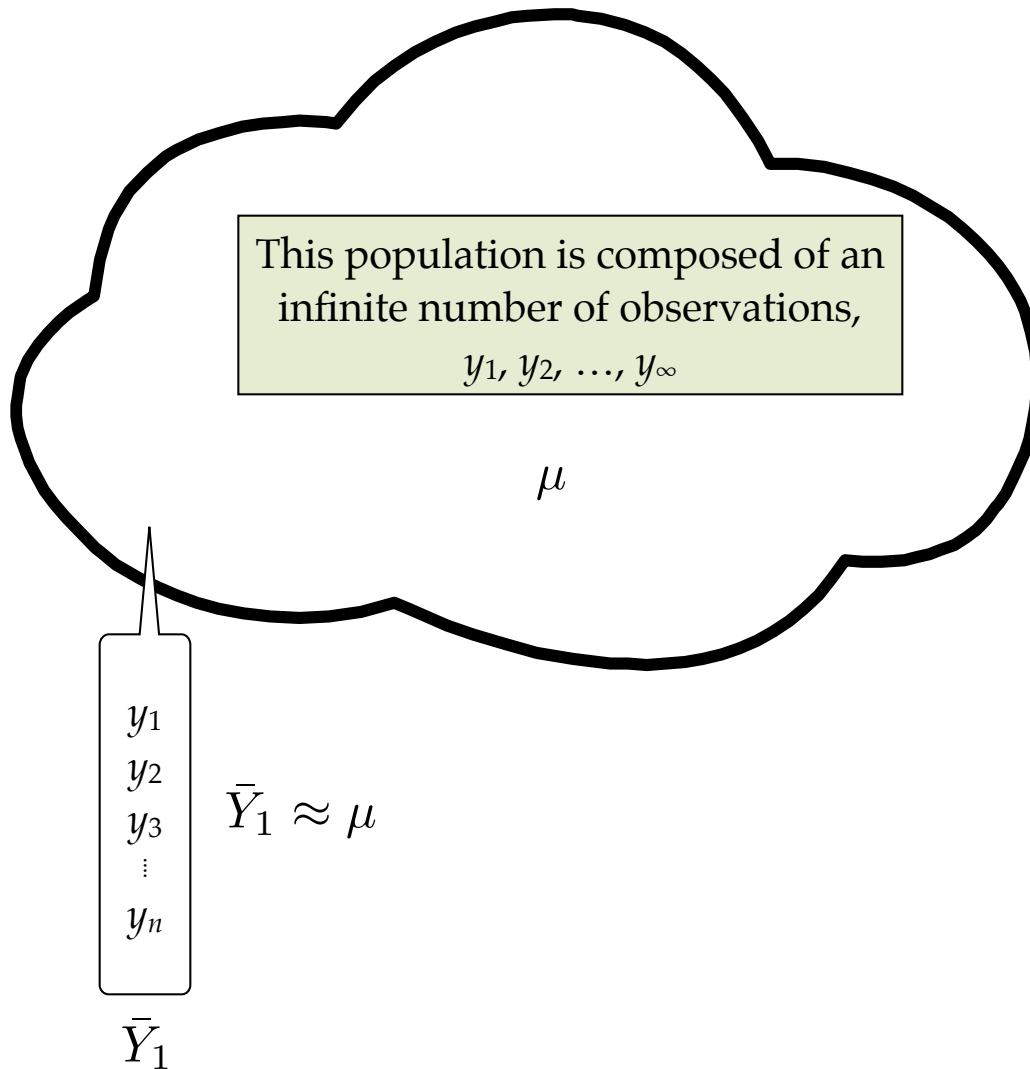 This population is composed of an
infinite number of observations,
y₁, y₂, …, y∞
μ
y₁
y₂
y₃
⁞
yₙ
Ȳ₁ ≈ μ
Ȳ₁